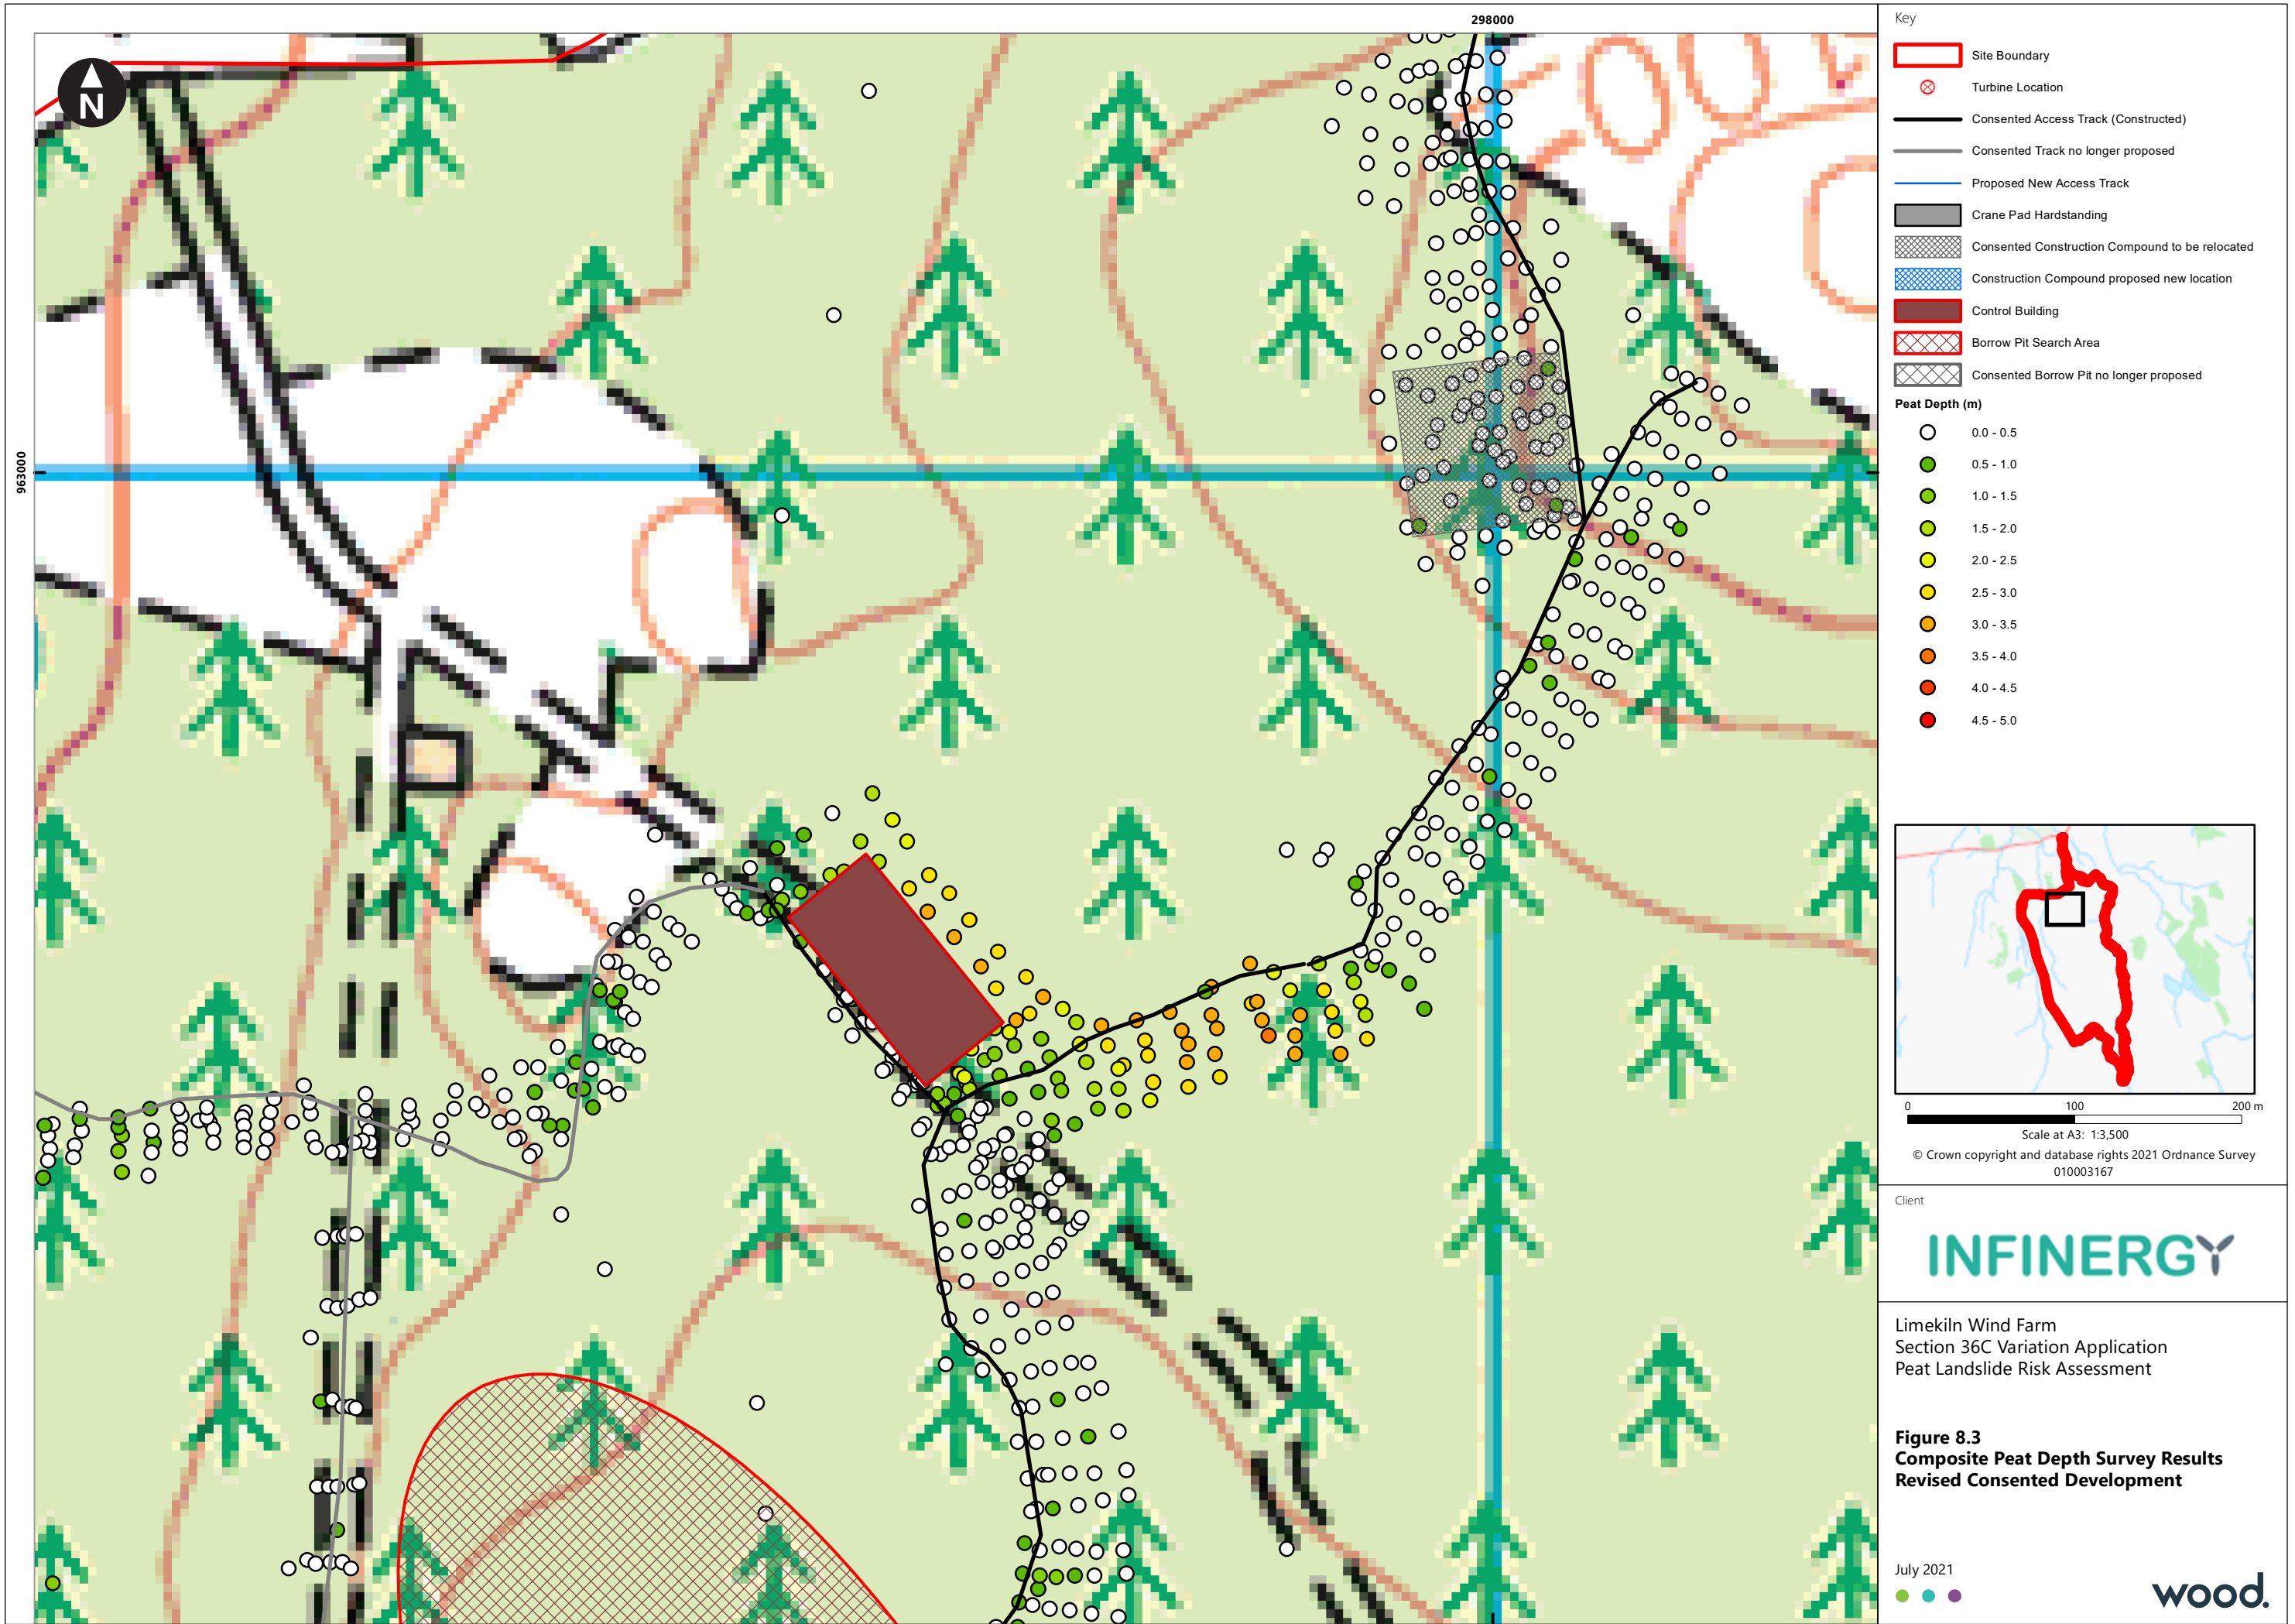 298000
963000
N
Key
Site Boundary
Turbine Location
Consented Access Track (Constructed)
Consented Track no longer proposed
Proposed New Access Track
Crane Pad Hardstanding
Consented Construction Compound to be relocated
Construction Compound proposed new location
Control Building
Borrow Pit Search Area
Consented Borrow Pit no longer proposed
Peat Depth (m)
0.0 - 0.5
0.5 - 1.0
1.0 - 1.5
1.5 - 2.0
2.0 - 2.5
2.5 - 3.0
3.0 - 3.5
3.5 - 4.0
4.0 - 4.5
4.5 - 5.0
0 100 200 m
Scale at A3: 1:3,500
© Crown copyright and database rights 2021 Ordnance Survey
010003167
Client
INFINERGY
Limekiln Wind Farm
Section 36C Variation Application
Peat Landslide Risk Assessment
Figure 8.3
Composite Peat Depth Survey Results
Revised Consented Development
July 2021
wood.